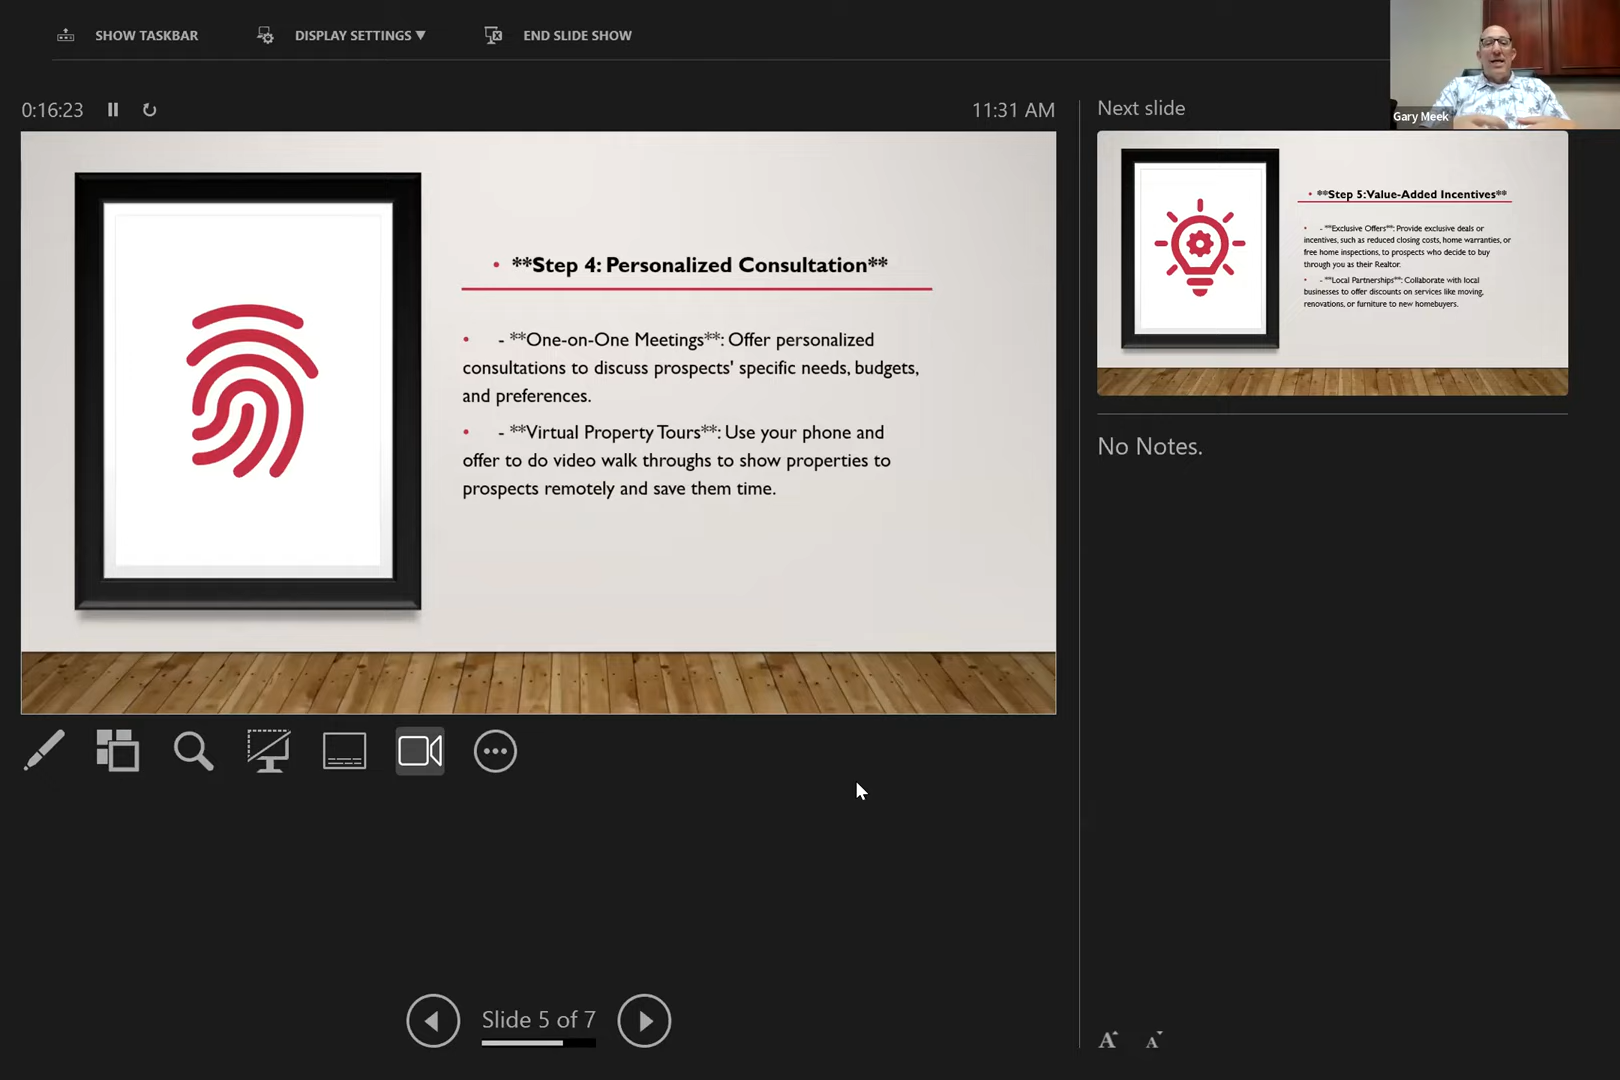 SHOW TASKBAR
DISPLAY SETTINGS ▼
END SLIDE SHOW
0:16:23
11:31 AM
• **Step 4: Personalized Consultation**
• - **One-on-One Meetings**: Offer personalized
consultations to discuss prospects' specific needs, budgets,
and preferences.
• - **Virtual Property Tours**: Use your phone and
offer to do video walk throughs to show properties to
prospects remotely and save them time.
Slide 5 of 7
Next slide
Gary Meek
• **Step 5: Value-Added Incentives**
• - **Exclusive Offers**: Provide exclusive deals or
incentives, such as reduced closing costs, home warranties, or
free home inspections, to prospects who decide to buy
through you as their Realtor.
• - **Local Partnerships**: Collaborate with local
businesses to offer discounts on services like moving,
renovations, or furniture to new homebuyers.
No Notes.
A A